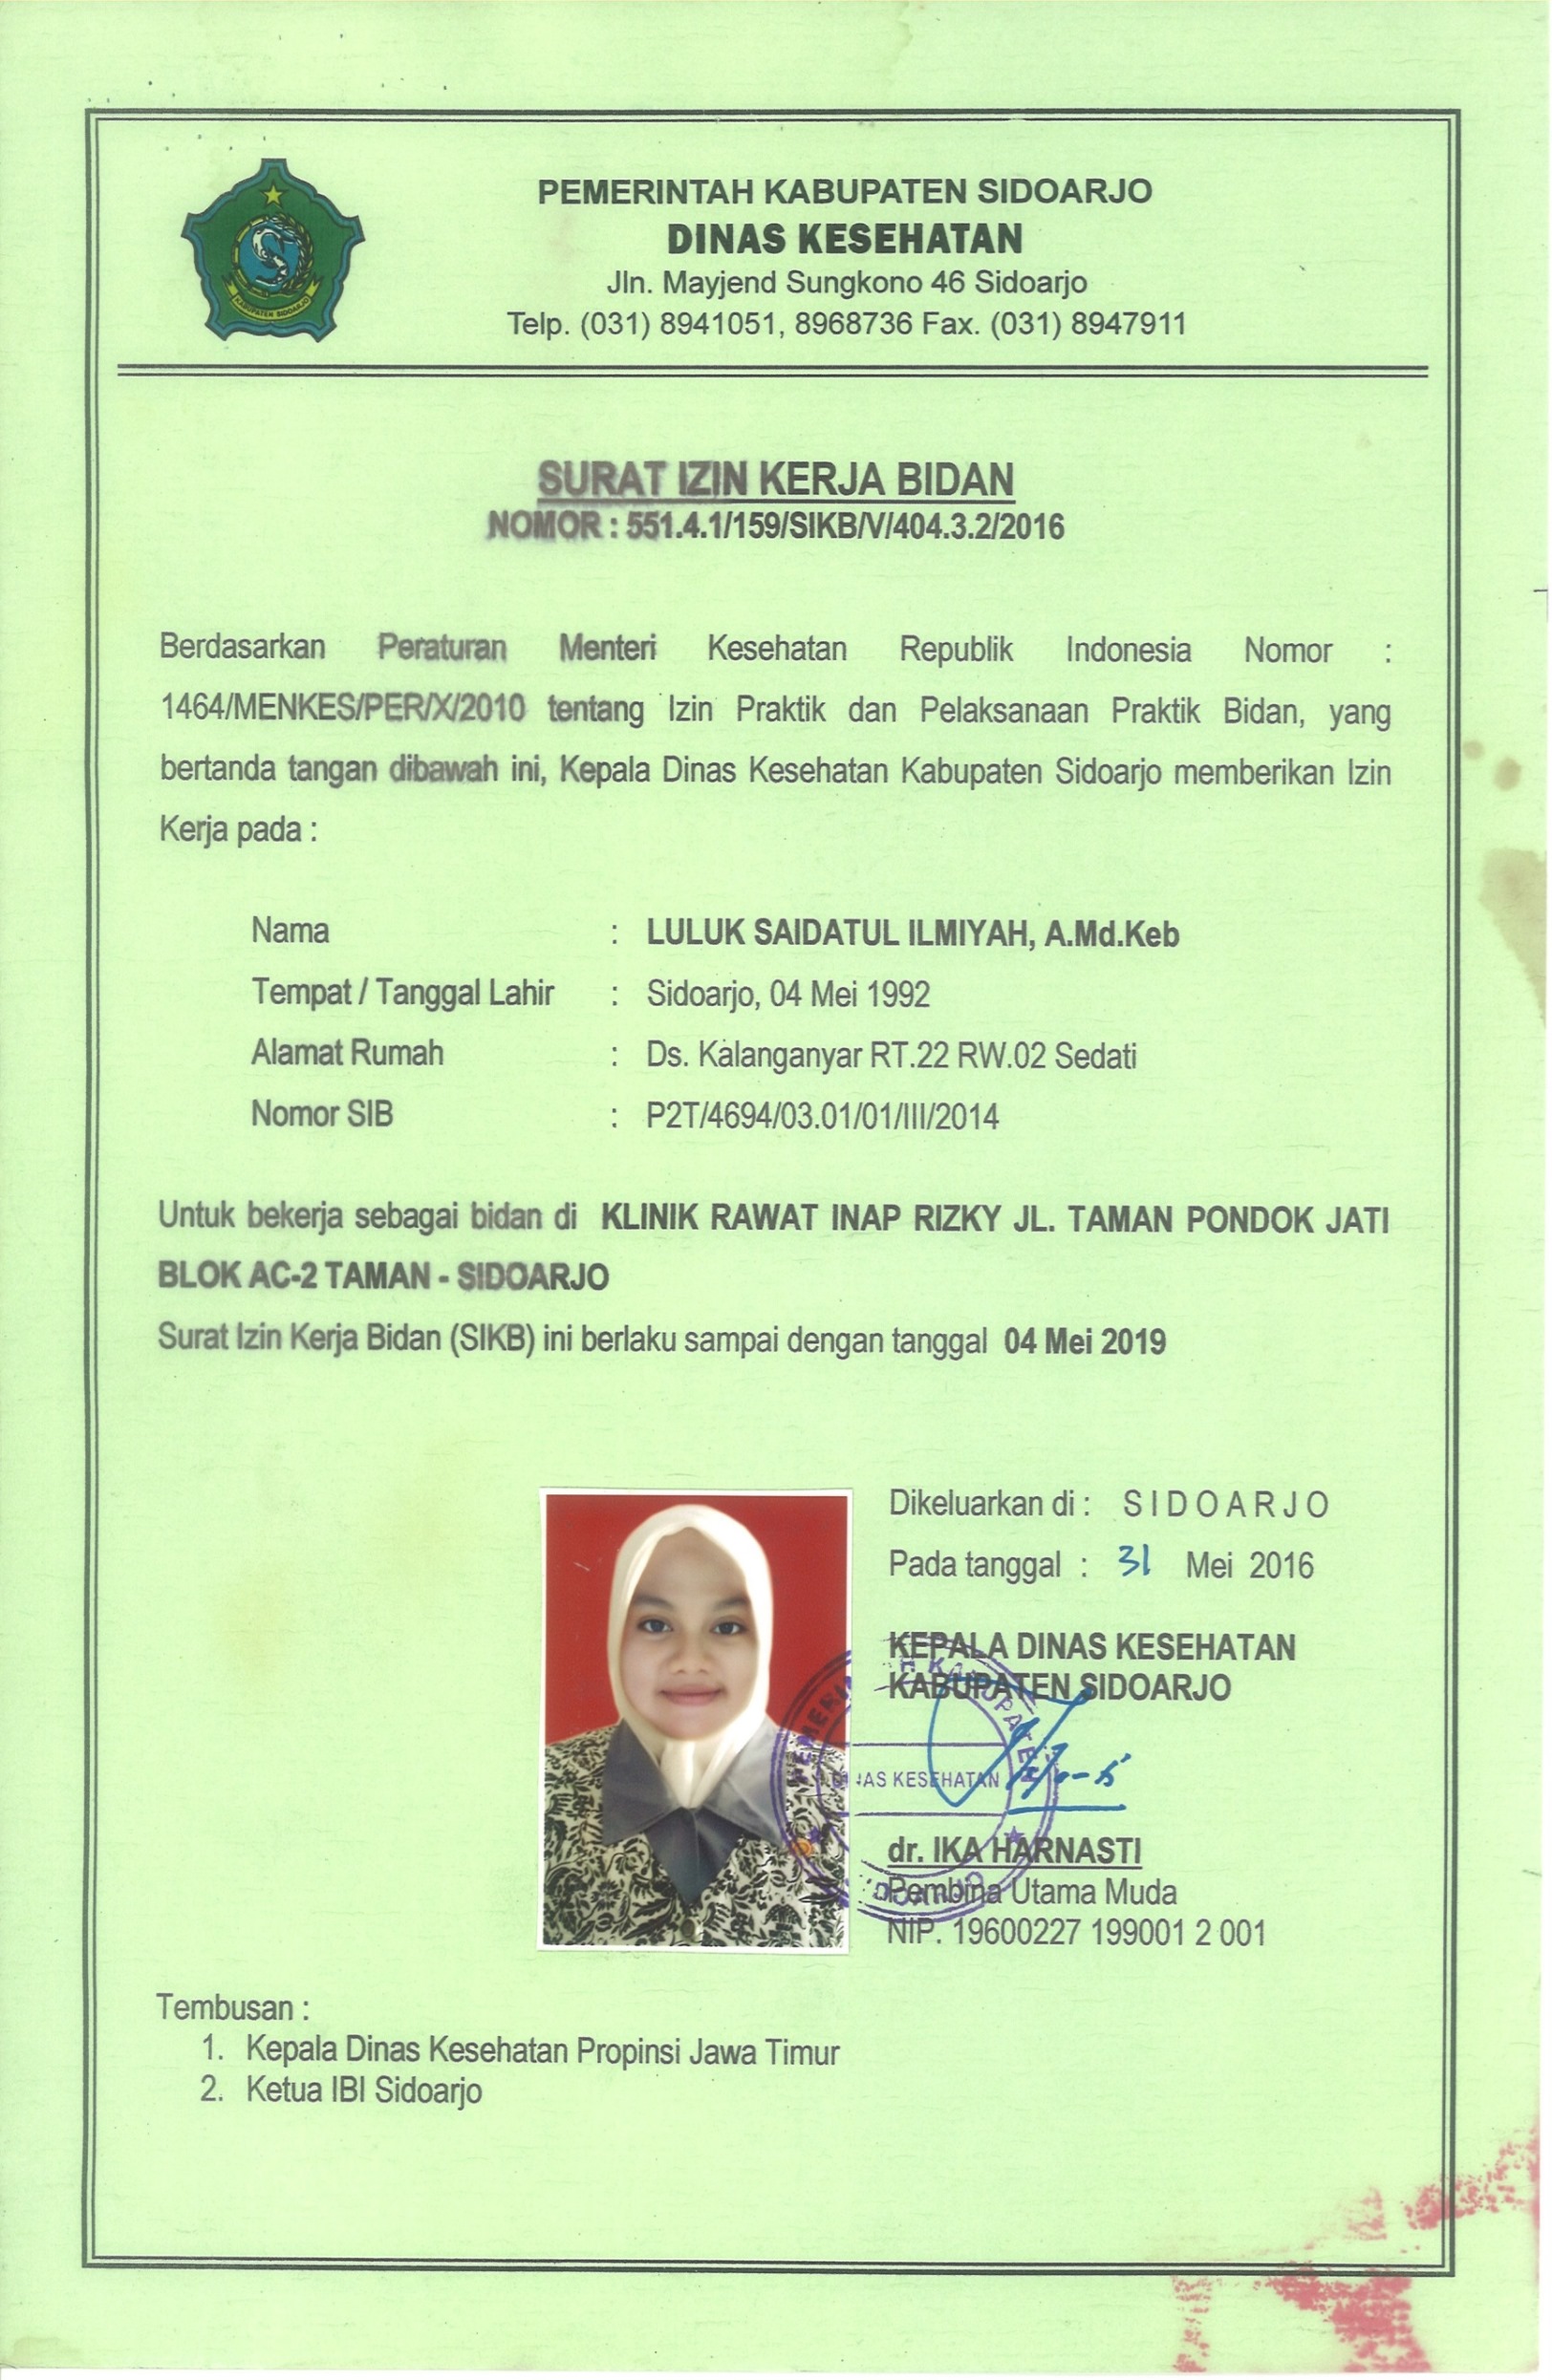 PEMERINTAH KABUPATEN SIDOARJO
DINAS KESEHATAN
Jln. Mayjend Sungkono 46 Sidoarjo
Telp. (031) 8941051, 8968736 Fax. (031) 8947911
KABUPATEN SIDOARJO
SURAT IZIN KERJA BIDAN
NOMOR : 551.4.1/159/SIKB/V/404.3.2/2016
Berdasarkan Peraturan Menteri Kesehatan Republik Indonesia Nomor :
1464/MENKES/PER/X/2010 tentang Izin Praktik dan Pelaksanaan Praktik Bidan, yang
bertanda tangan dibawah ini, Kepala Dinas Kesehatan Kabupaten Sidoarjo memberikan Izin
Kerja pada :
Nama : LULUK SAIDATUL ILMIYAH, A.Md.Keb
Tempat / Tanggal Lahir : Sidoarjo, 04 Mei 1992
Alamat Rumah : Ds. Kalanganyar RT.22 RW.02 Sedati
Nomor SIB : P2T/4694/03.01/01/III/2014
Untuk bekerja sebagai bidan di KLINIK RAWAT INAP RIZKY JL. TAMAN PONDOK JATI
BLOK AC-2 TAMAN - SIDOARJO
Surat Izin Kerja Bidan (SIKB) ini berlaku sampai dengan tanggal 04 Mei 2019
Dikeluarkan di : SIDOARJO
Pada tanggal : 31 Mei 2016
KEPALA DINAS KESEHATAN
KABUPATEN SIDOARJO
KESEHATAN
dr. IKA HARNASTI
Pembina Utama Muda
NIP. 19600227 199001 2 001
Tembusan :
1. Kepala Dinas Kesehatan Propinsi Jawa Timur
2. Ketua IBI Sidoarjo